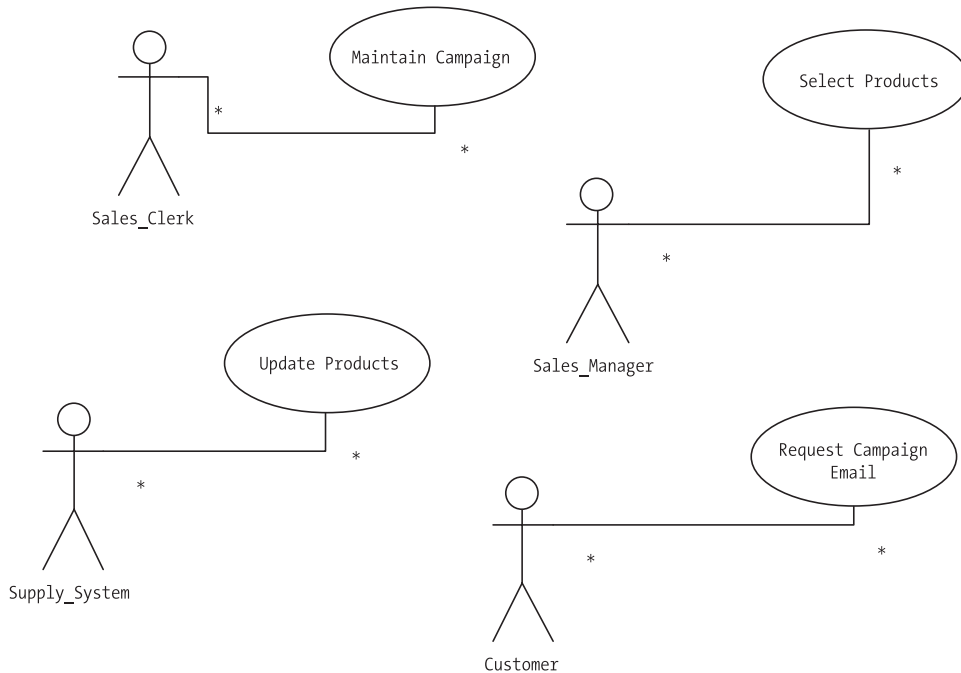 Maintain Campaign
*
*
Sales_Clerk
Select Products
*
*
Sales_Manager
Update Products
*
*
Supply_System
Request Campaign
Email
*
*
Customer